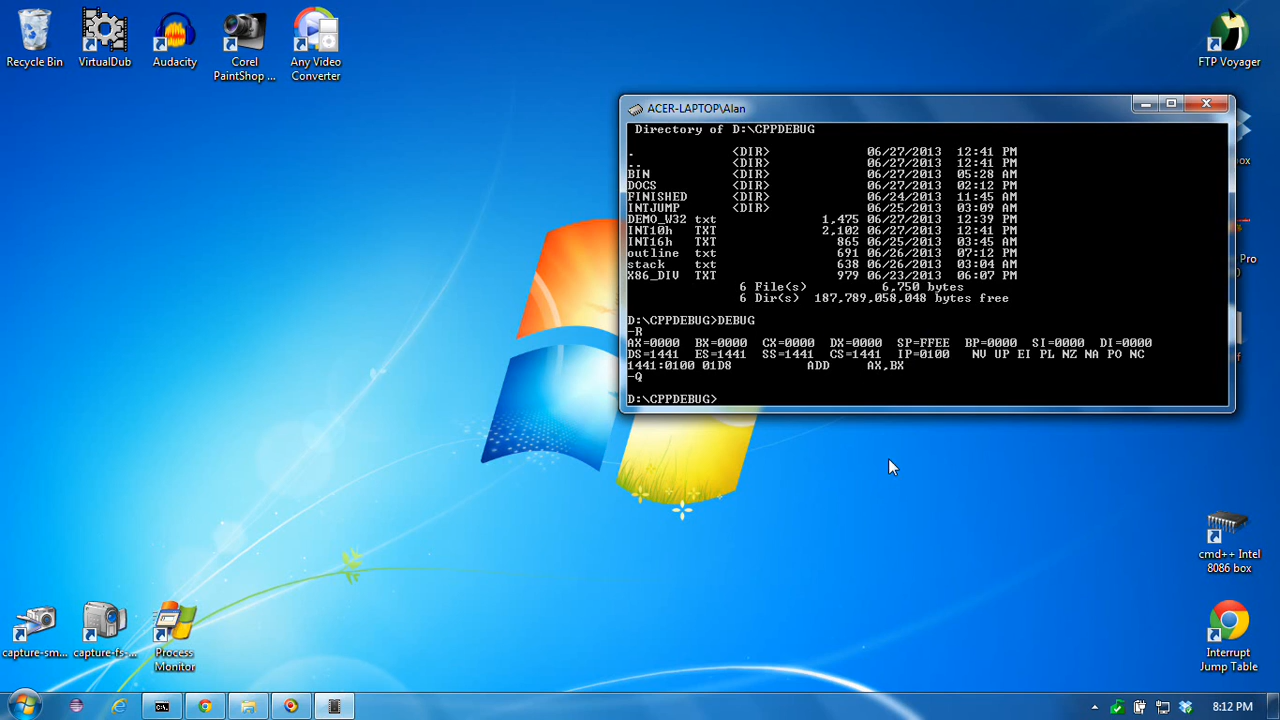 Recycle Bin
VirtualDub
Audacity
Corel
PaintShop ...
Any Video
Converter
FTP Voyager
ACER-LAPTOP\Alan
Directory of D:\CPPDEBUG
. <DIR> 06/27/2013 12:41 PM
.. <DIR> 06/27/2013 12:41 PM
BIN <DIR> 06/27/2013 05:28 AM
DOCS <DIR> 06/27/2013 02:12 PM
FINISHED <DIR> 06/24/2013 11:45 AM
INTJUMP <DIR> 06/25/2013 03:09 AM
DEMO_W32 txt 1,475 06/27/2013 12:39 PM
INT10h TXT 2,102 06/27/2013 12:41 PM
INT16h TXT 865 06/25/2013 03:45 AM
outline txt 691 06/26/2013 07:12 PM
stack txt 638 06/26/2013 03:04 AM
X86_DIV TXT 979 06/23/2013 06:07 PM
6 File(s) 6,750 bytes
6 Dir(s) 187,789,058,048 bytes free
D:\CPPDEBUG>DEBUG
-R
AX=0000 BX=0000 CX=0000 DX=0000 SP=FFEE BP=0000 SI=0000 DI=0000
DS=1441 ES=1441 SS=1441 CS=1441 IP=0100 NV UP EI PL NZ NA PO NC
1441:0100 01D8 ADD AX,BX
-Q
D:\CPPDEBUG>
cmd++ Intel
8086 box
capture-sm...
capture-fs-...
Process
Monitor
Interrupt
Jump Table
8:12 PM